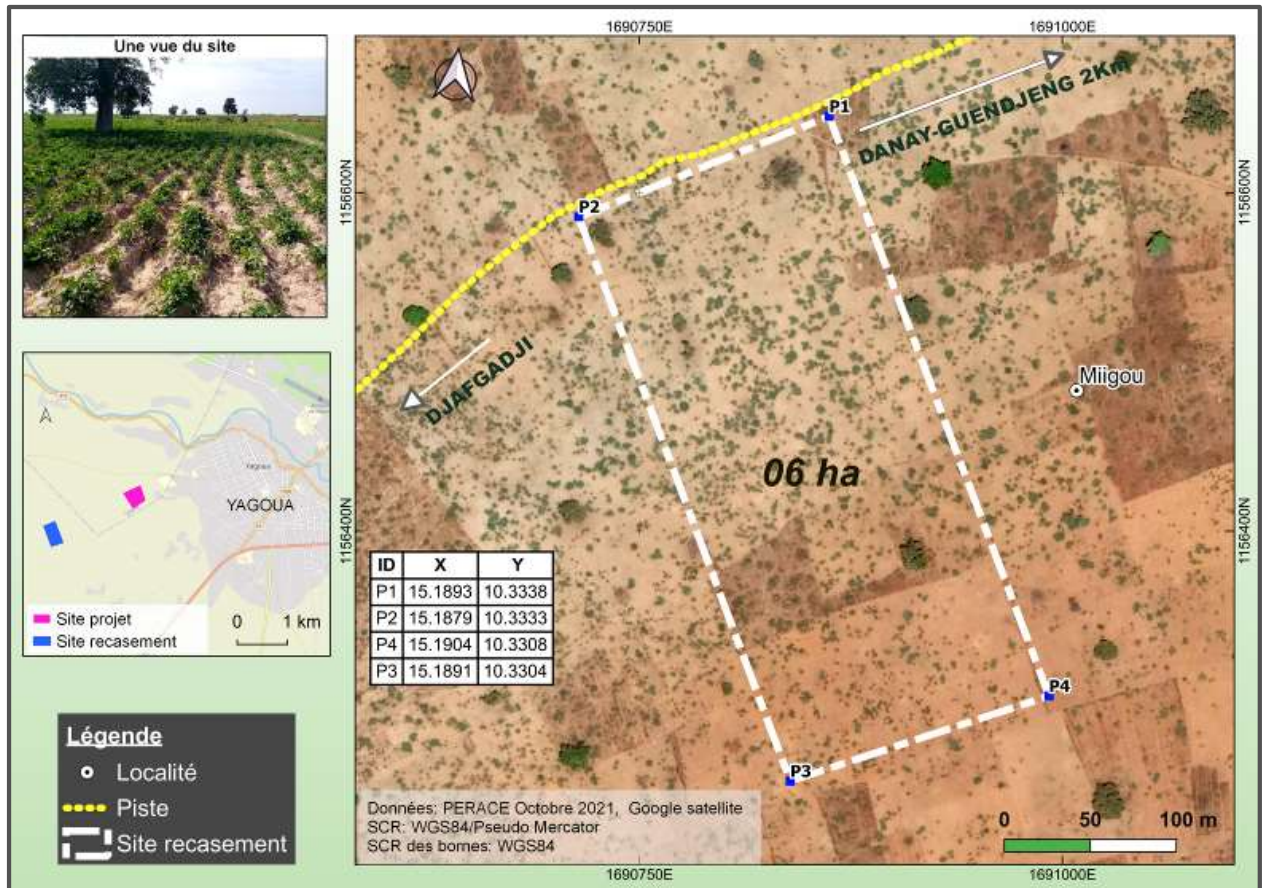 Une vue du site
1690750E
1691000E
1156600N
1156600N
P1
DANAY-GUENDJENG 2Km
P2
DJAFGADJI
Miigou
06 ha
1156400N
1156400N
YAGOUA
Yagoua
Site projet
Site recasement
0 1 km
ID X Y
P1 15.1893 10.3338
P2 15.1879 10.3333
P4 15.1904 10.3308
P3 15.1891 10.3304
P4
P3
Légende
Localité
Piste
Site recasement
Données: PERACE Octobre 2021, Google satellite
SCR: WGS84/Pseudo Mercator
SCR des bornes: WGS84
0 50 100 m
1690750E
1691000E